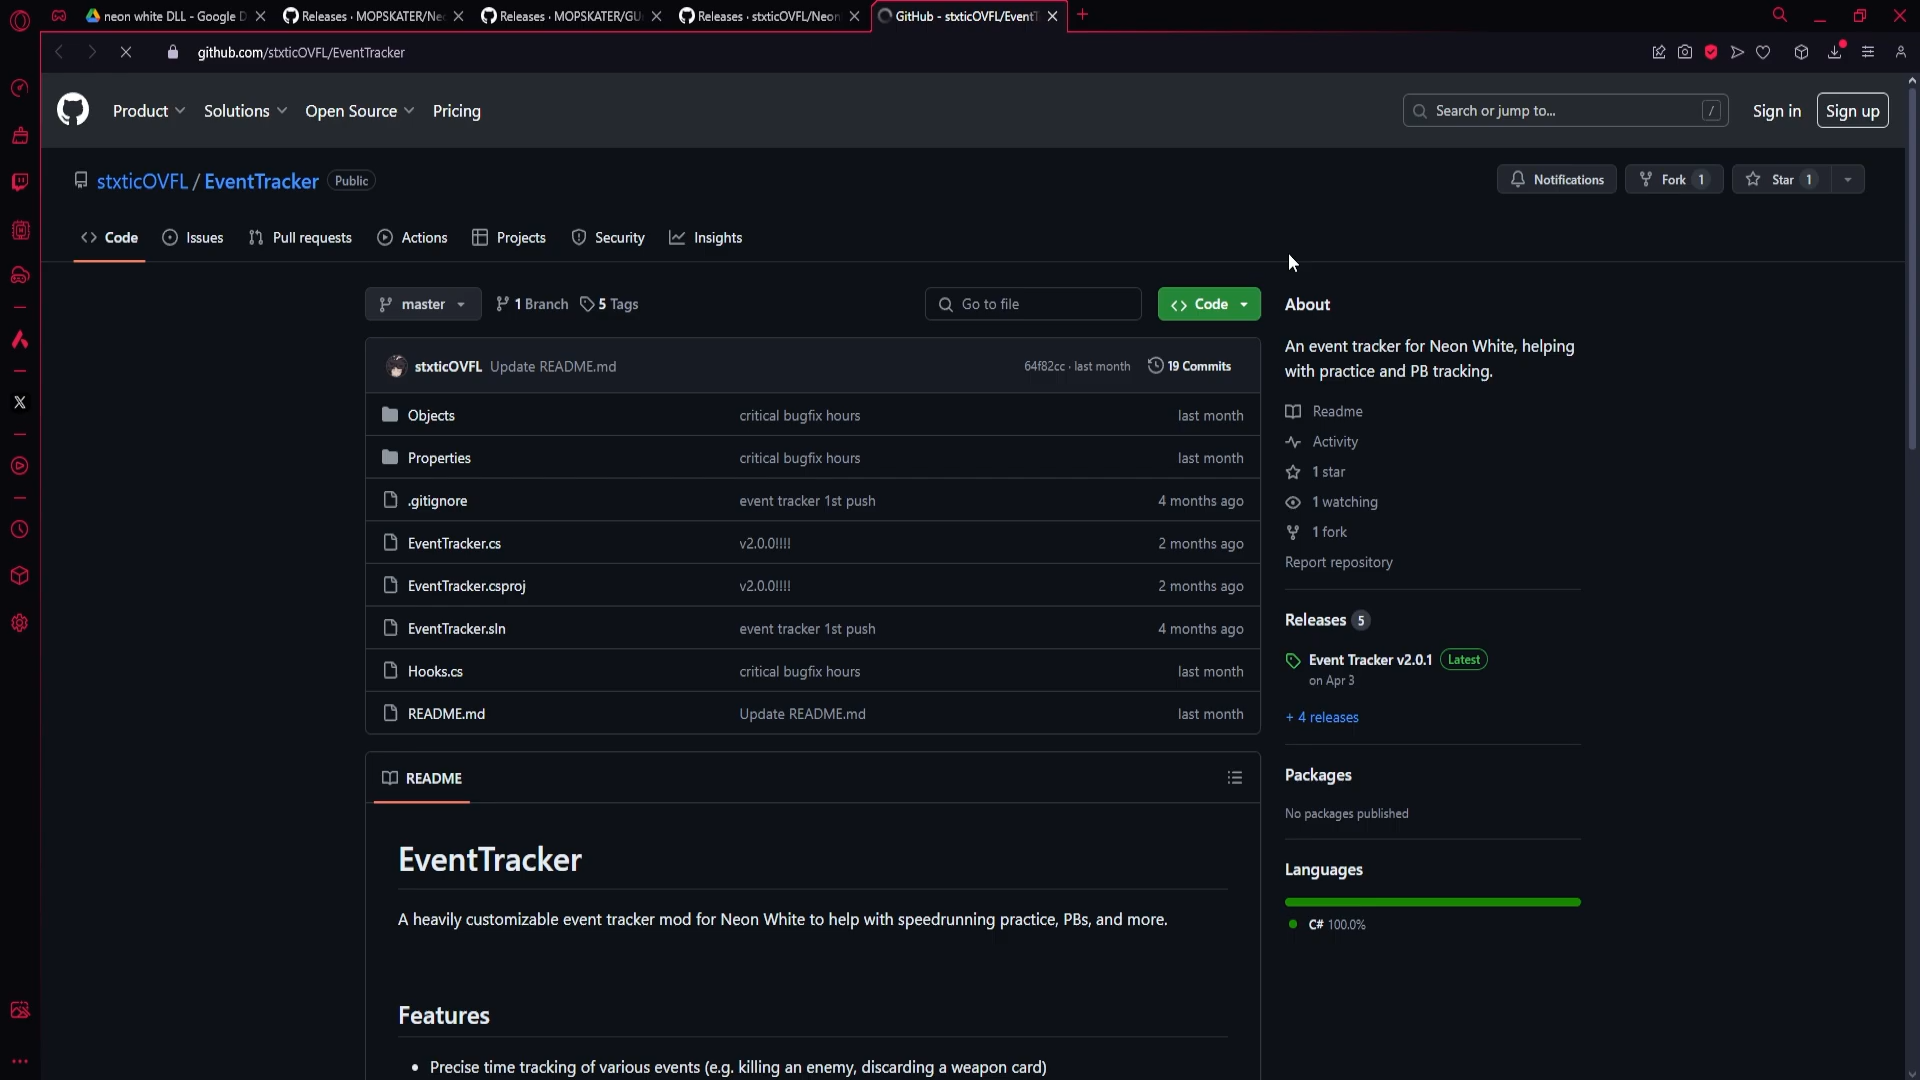 neon white DLL - Google D
Releases · MOPSKATER/Ne
Releases · MOPSKATER/GU
Releases · stxticOVFL/Neon
GitHub - stxticOVFL/EventT
github.com/stxticOVFL/EventTracker
Product
Solutions
Open Source
Pricing
Search or jump to...
/
Sign in
Sign up
stxticOVFL / EventTracker
Public
Notifications
Fork 1
Star 1
Code
Issues
Pull requests
Actions
Projects
Security
Insights
master
1 Branch
5 Tags
Go to file
Code
stxticOVFL Update README.md
64f82cc · last month
19 Commits
Objects critical bugfix hours last month
Properties critical bugfix hours last month
.gitignore event tracker 1st push 4 months ago
EventTracker.cs v2.0.0!!!! 2 months ago
EventTracker.csproj v2.0.0!!!! 2 months ago
EventTracker.sln event tracker 1st push 4 months ago
Hooks.cs critical bugfix hours last month
README.md Update README.md last month
README
EventTracker
A heavily customizable event tracker mod for Neon White to help with speedrunning practice, PBs, and more.
Features
• Precise time tracking of various events (e.g. killing an enemy, discarding a weapon card)
About
An event tracker for Neon White, helping
with practice and PB tracking.
Readme
Activity
1 star
1 watching
1 fork
Report repository
Releases 5
Event Tracker v2.0.1 Latest
on Apr 3
+ 4 releases
Packages
No packages published
Languages
C# 100.0%